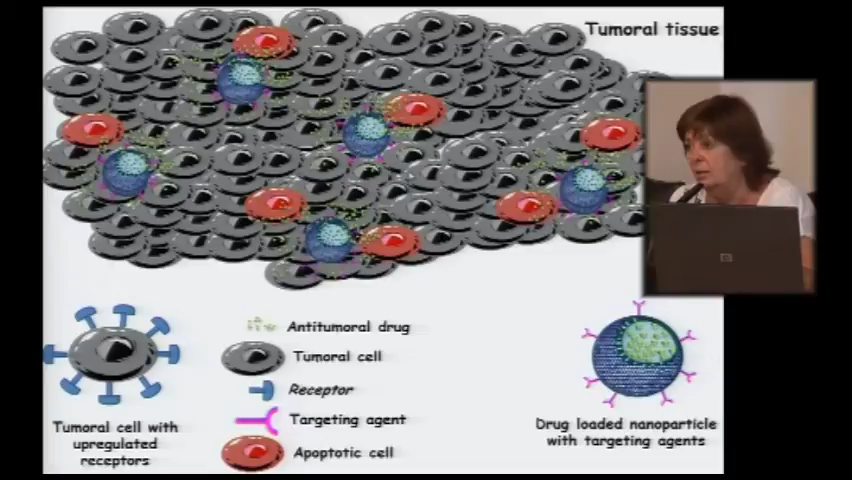 Tumoral tissue
Antitumoral drug
Tumoral cell
Receptor
Targeting agent
Apoptotic cell
Tumoral cell with
upregulated
receptors
Drug loaded nanoparticle
with targeting agents